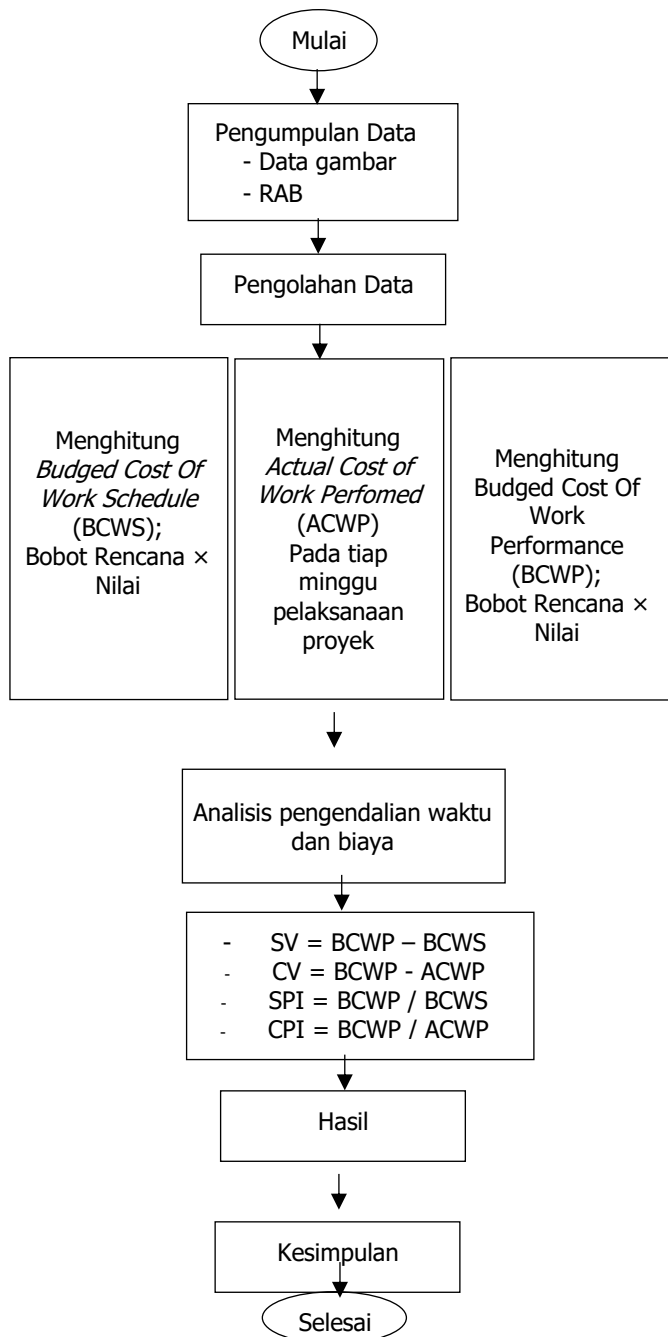 Mulai
Pengumpulan Data
- Data gambar
- RAB
Pengolahan Data
Menghitung
Budged Cost Of
Work Schedule
(BCWS);
Bobot Rencana ×
Nilai
Menghitung
Actual Cost of
Work Perfomed
(ACWP)
Pada tiap
minggu
pelaksanaan
proyek
Menghitung
Budged Cost Of
Work
Performance
(BCWP);
Bobot Rencana ×
Nilai
Analisis pengendalian waktu
dan biaya
- SV = BCWP – BCWS
- CV = BCWP - ACWP
- SPI = BCWP / BCWS
- CPI = BCWP / ACWP
Hasil
Kesimpulan
Selesai